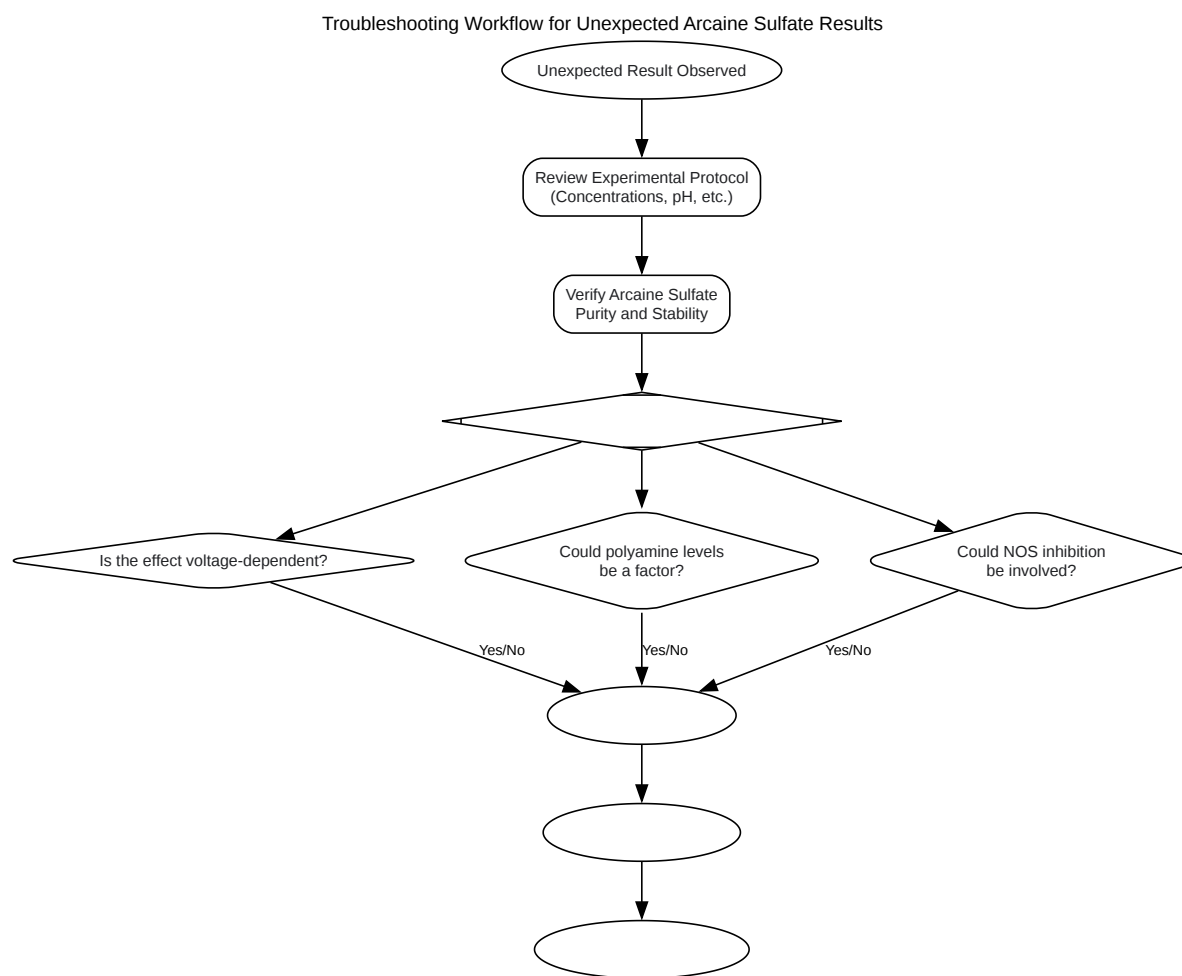 Troubleshooting Workflow for Unexpected Arcaine Sulfate Results
Unexpected Result Observed
Review Experimental Protocol
(Concentrations, pH, etc.)
Verify Arcaine Sulfate
Purity and Stability
Is the effect voltage-dependent?
Could polyamine levels
be a factor?
Could NOS inhibition
be involved?
Yes/No
Yes/No
Yes/No